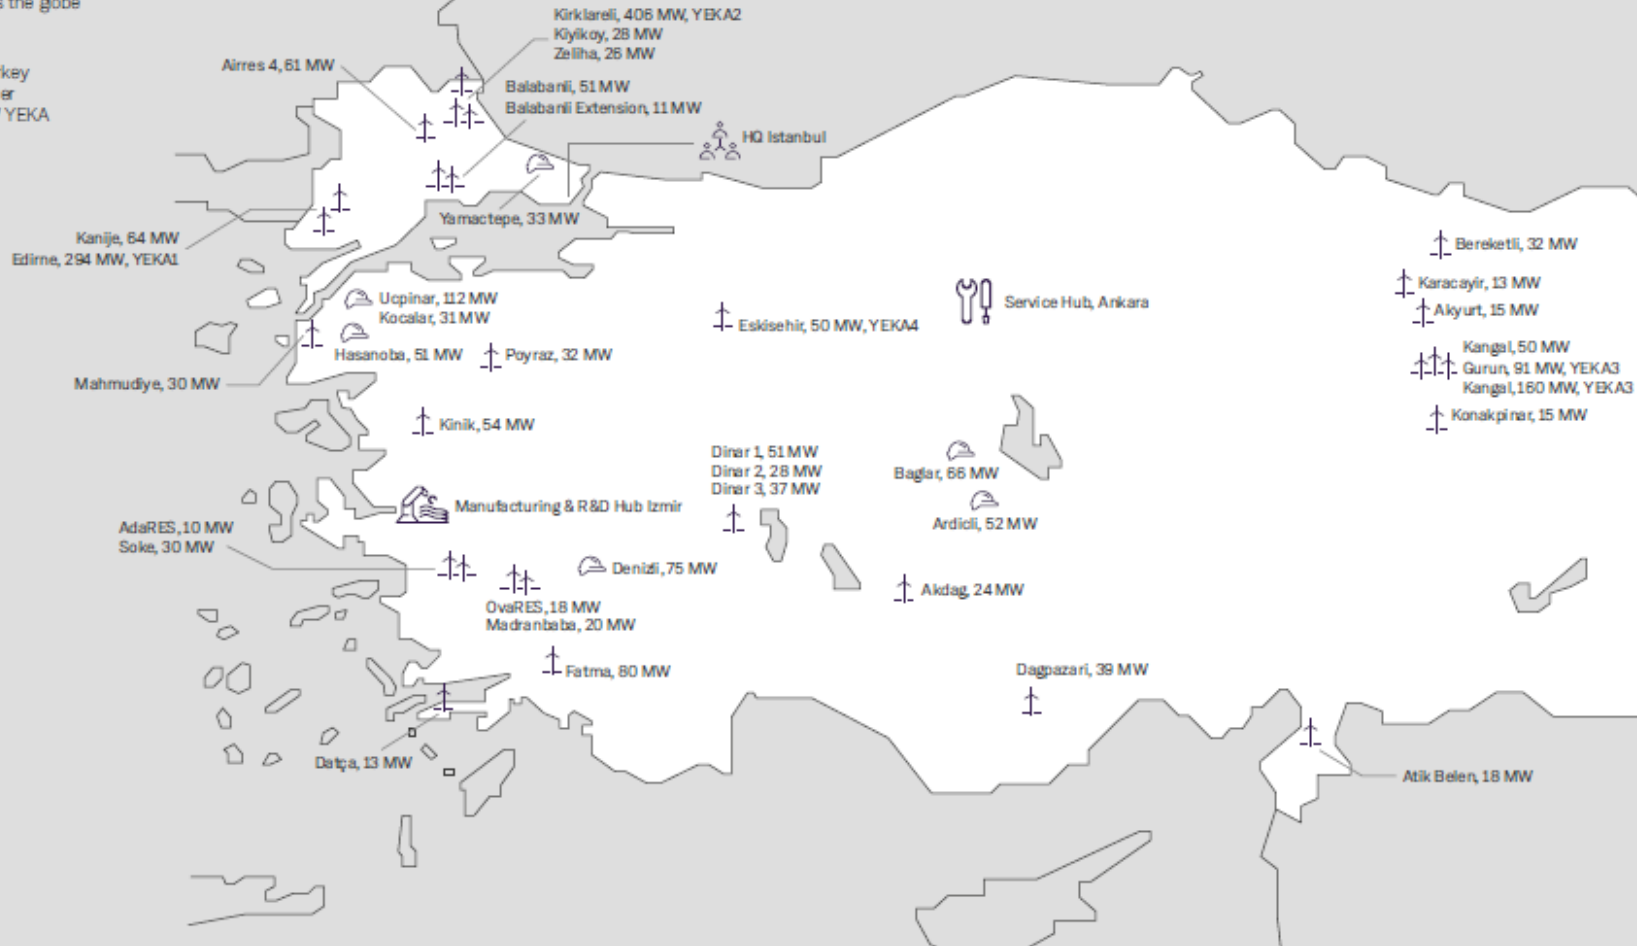 s the globe
rkey
er
YEKA
Kirklareli, 406 MW, YEKA2
Kiyikoy, 28 MW
Zeliha, 26 MW
Airres 4, 61 MW
Balabanli, 51 MW
Balabanli Extension, 11 MW
HQ Istanbul
Yamactepe, 33 MW
Kanije, 64 MW
Edirne, 294 MW, YEKA1
Bereketli, 32 MW
Karacayir, 13 MW
Akyurt, 15 MW
Ucpinar, 112 MW
Kocalar, 31 MW
Service Hub, Ankara
Eskisehir, 50 MW, YEKA4
Hasanoba, 51 MW
Poyraz, 32 MW
Kangal, 50 MW
Gurun, 91 MW, YEKA3
Kangal, 160 MW, YEKA3
Mahmudiye, 30 MW
Konakpinar, 15 MW
Kinik, 54 MW
Dinar 1, 51 MW
Dinar 2, 28 MW
Dinar 3, 37 MW
Baglar, 66 MW
Manufacturing & R&D Hub Izmir
Ardicli, 52 MW
AdaRES, 10 MW
Soke, 30 MW
Denizli, 75 MW
Akdag, 24 MW
OvaRES, 18 MW
Madranbaba, 20 MW
Fatma, 80 MW
Dagpazari, 39 MW
Datça, 13 MW
Atik Belen, 18 MW